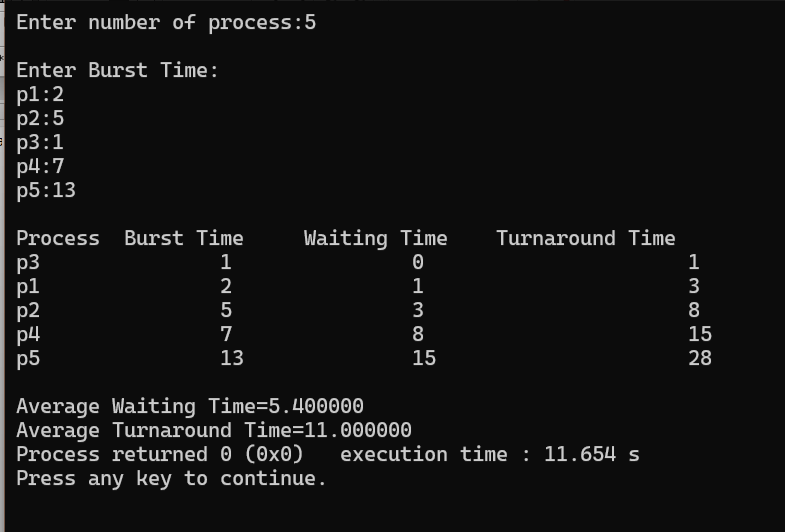 Enter number of process:5
Enter Burst Time:
p1:2
p2:5
p3:1
p4:7
p5:13
Process  Burst Time     Waiting Time    Turnaround Time
p3               1               0                      1
p1               2               1                      3
p2               5               3                      8
p4               7               8                      15
p5               13              15                     28
Average Waiting Time=5.400000
Average Turnaround Time=11.000000
Process returned 0 (0x0)   execution time : 11.654 s
Press any key to continue.